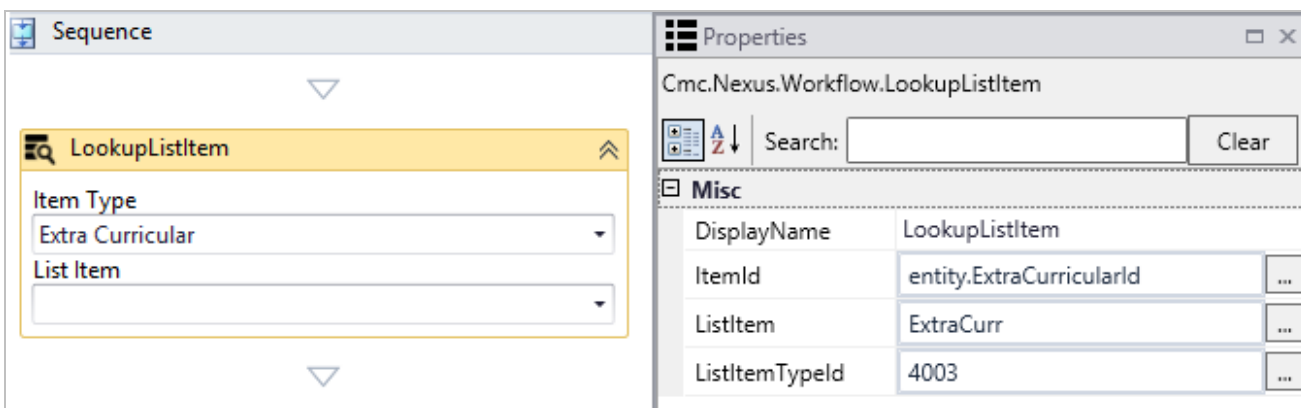 Sequence
LookupListItem
Item Type
Extra Curricular
List Item
Properties
Cmc.Nexus.Workflow.LookupListItem
A
Z
Search:
Clear
Misc
DisplayName LookupListItem
ItemId entity.ExtraCurricularId ...
ListItem ExtraCurr ...
ListItemTypeId 4003 ...